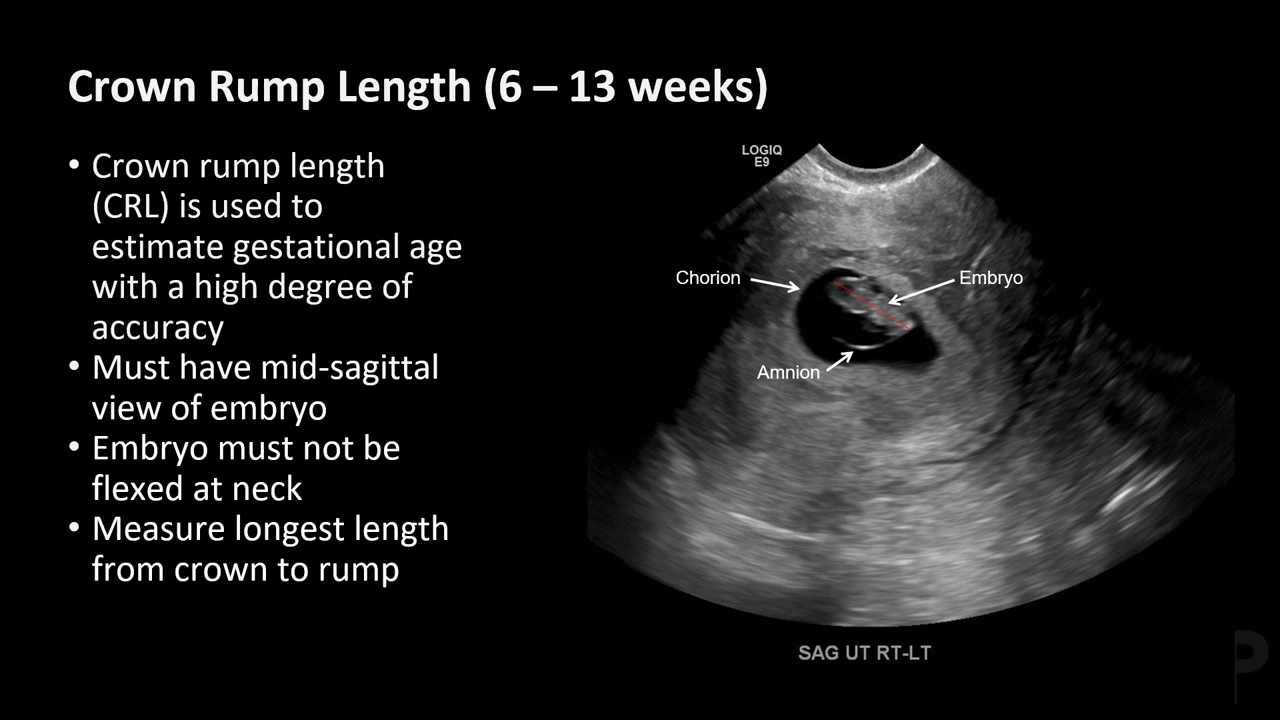 Crown Rump Length (6 – 13 weeks)
• Crown rump length
(CRL) is used to
estimate gestational age
with a high degree of
accuracy
• Must have mid-sagittal
view of embryo
• Embryo must not be
flexed at neck
• Measure longest length
from crown to rump
LOGIQ
E9
Chorion
Embryo
Amnion
SAG UT RT-LT
P